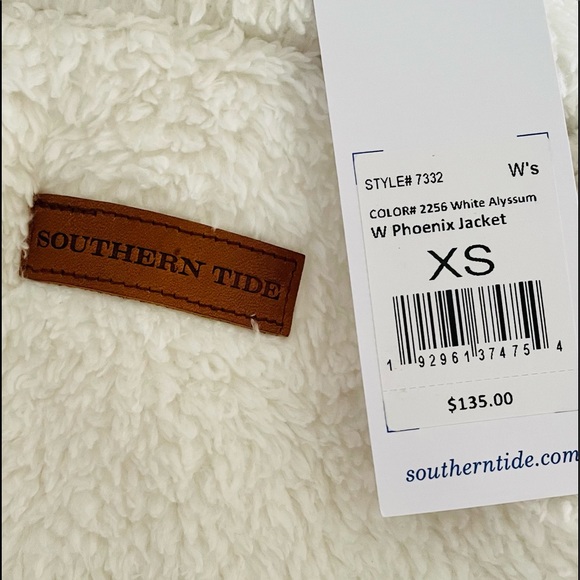 SOUTHERN TIDE
STYLE# 7332 W's
COLOR# 2256 White Alyssum
W Phoenix Jacket
XS
1 92961 37475 4
$135.00
southerntide.com